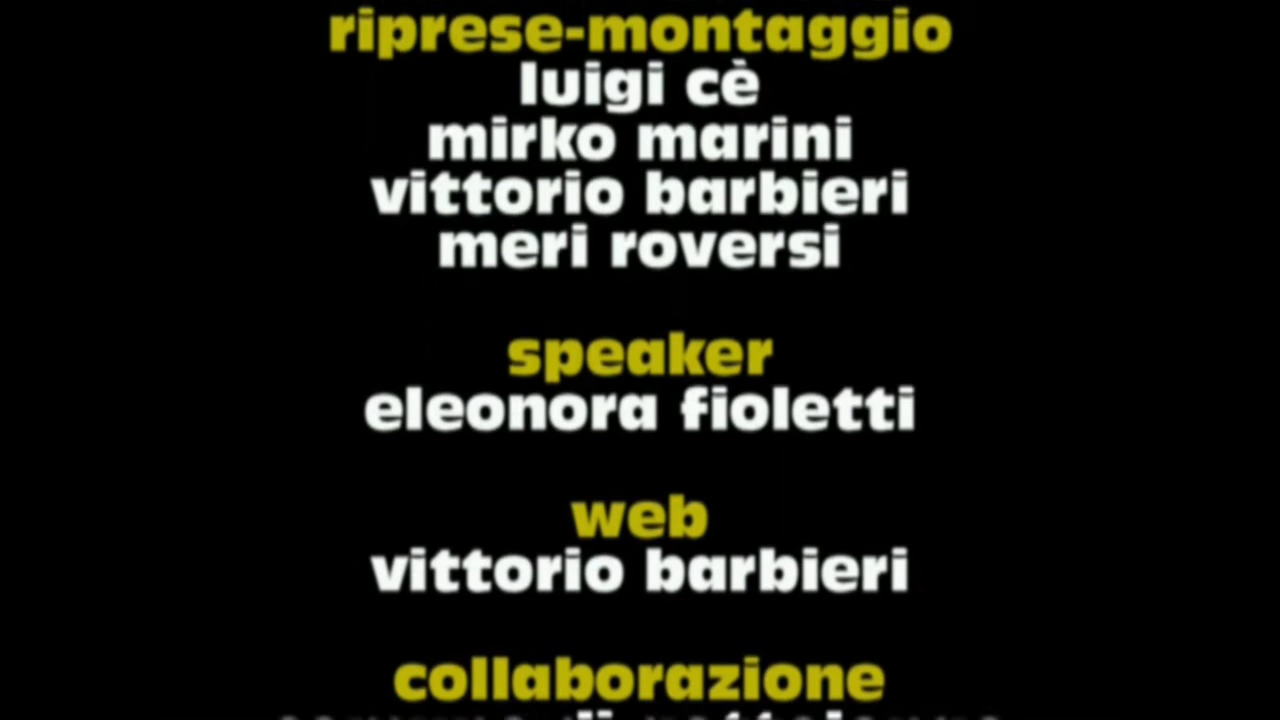 riprese-montaggio
luigi cè
mirko marini
vittorio barbieri
meri roversi
speaker
eleonora fioletti
web
vittorio barbieri
collaborazione